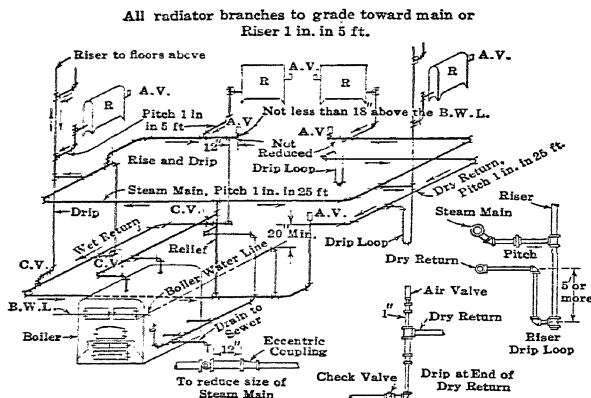 All radiator branches to grade toward main or
Riser 1 in. in 5 ft.
Riser to floors above
A.V.
R
A.V.
R
R
A.V.
R
A.V.
Pitch 1 In
in 5 ft
A.V.
Not less than 18" above the B.W.L.
12"
Not
Reduced
A.V.
Rise and Drip
Drip Loop
Steam Main, Pitch 1 in. in 25 ft
Dry Return,
Pitch 1 in. in 25 ft.
Drip
C.V.
A.V.
Wet Return
20" Min.
Relief
Drip Loop
C.V.
C.V.
Boiler Water Line
B.W.L.
Boiler
Drain to
Sewer
12"
Eccentric
Coupling
To reduce size of
Steam Main
Riser
Steam Main
Pitch
Dry Return
5 or
more
Riser
Drip Loop
Air Valve
1"
Dry Return
Check Valve
Drip at End of
Dry Return